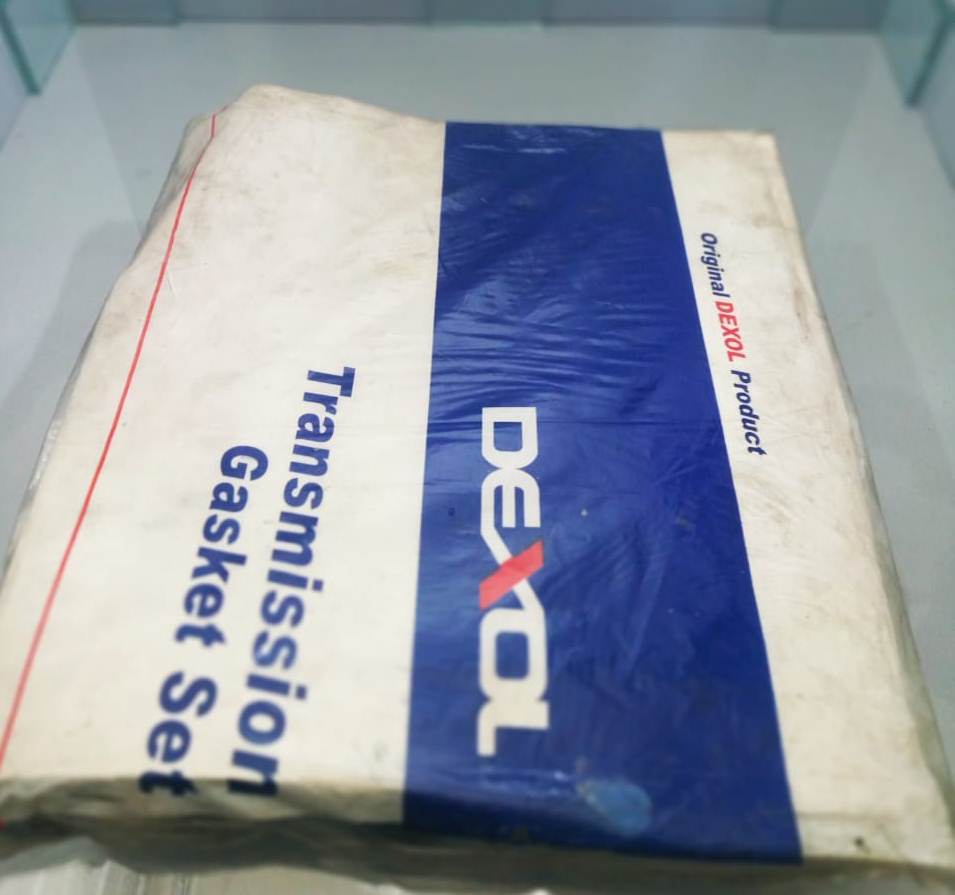 Original DEXOL Product
DEXOL
Transmission
Gasket Set